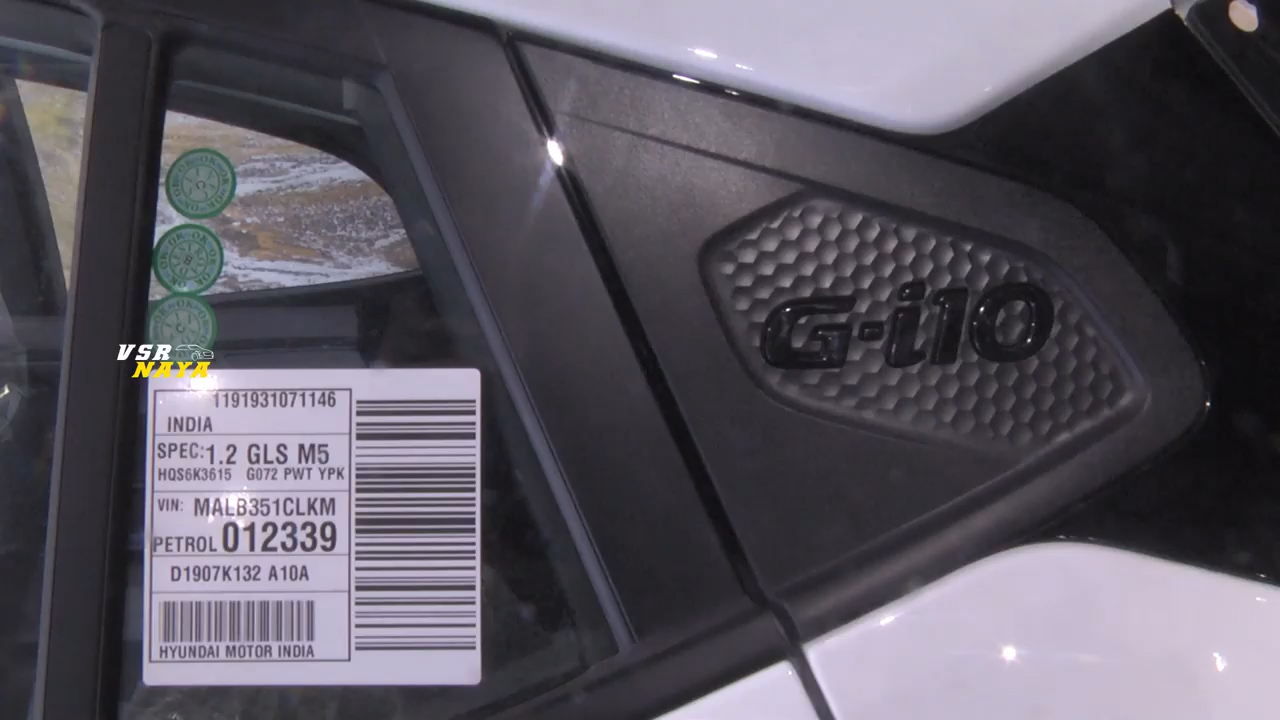 G-i10
VSR
NAYA
1191931071146
INDIA
SPEC:1.2 GLS M5
HQS6K3615 G072 PWT YPK
VIN: MALB351CLKM
PETROL 012339
D1907K132 A10A
HYUNDAI MOTOR INDIA